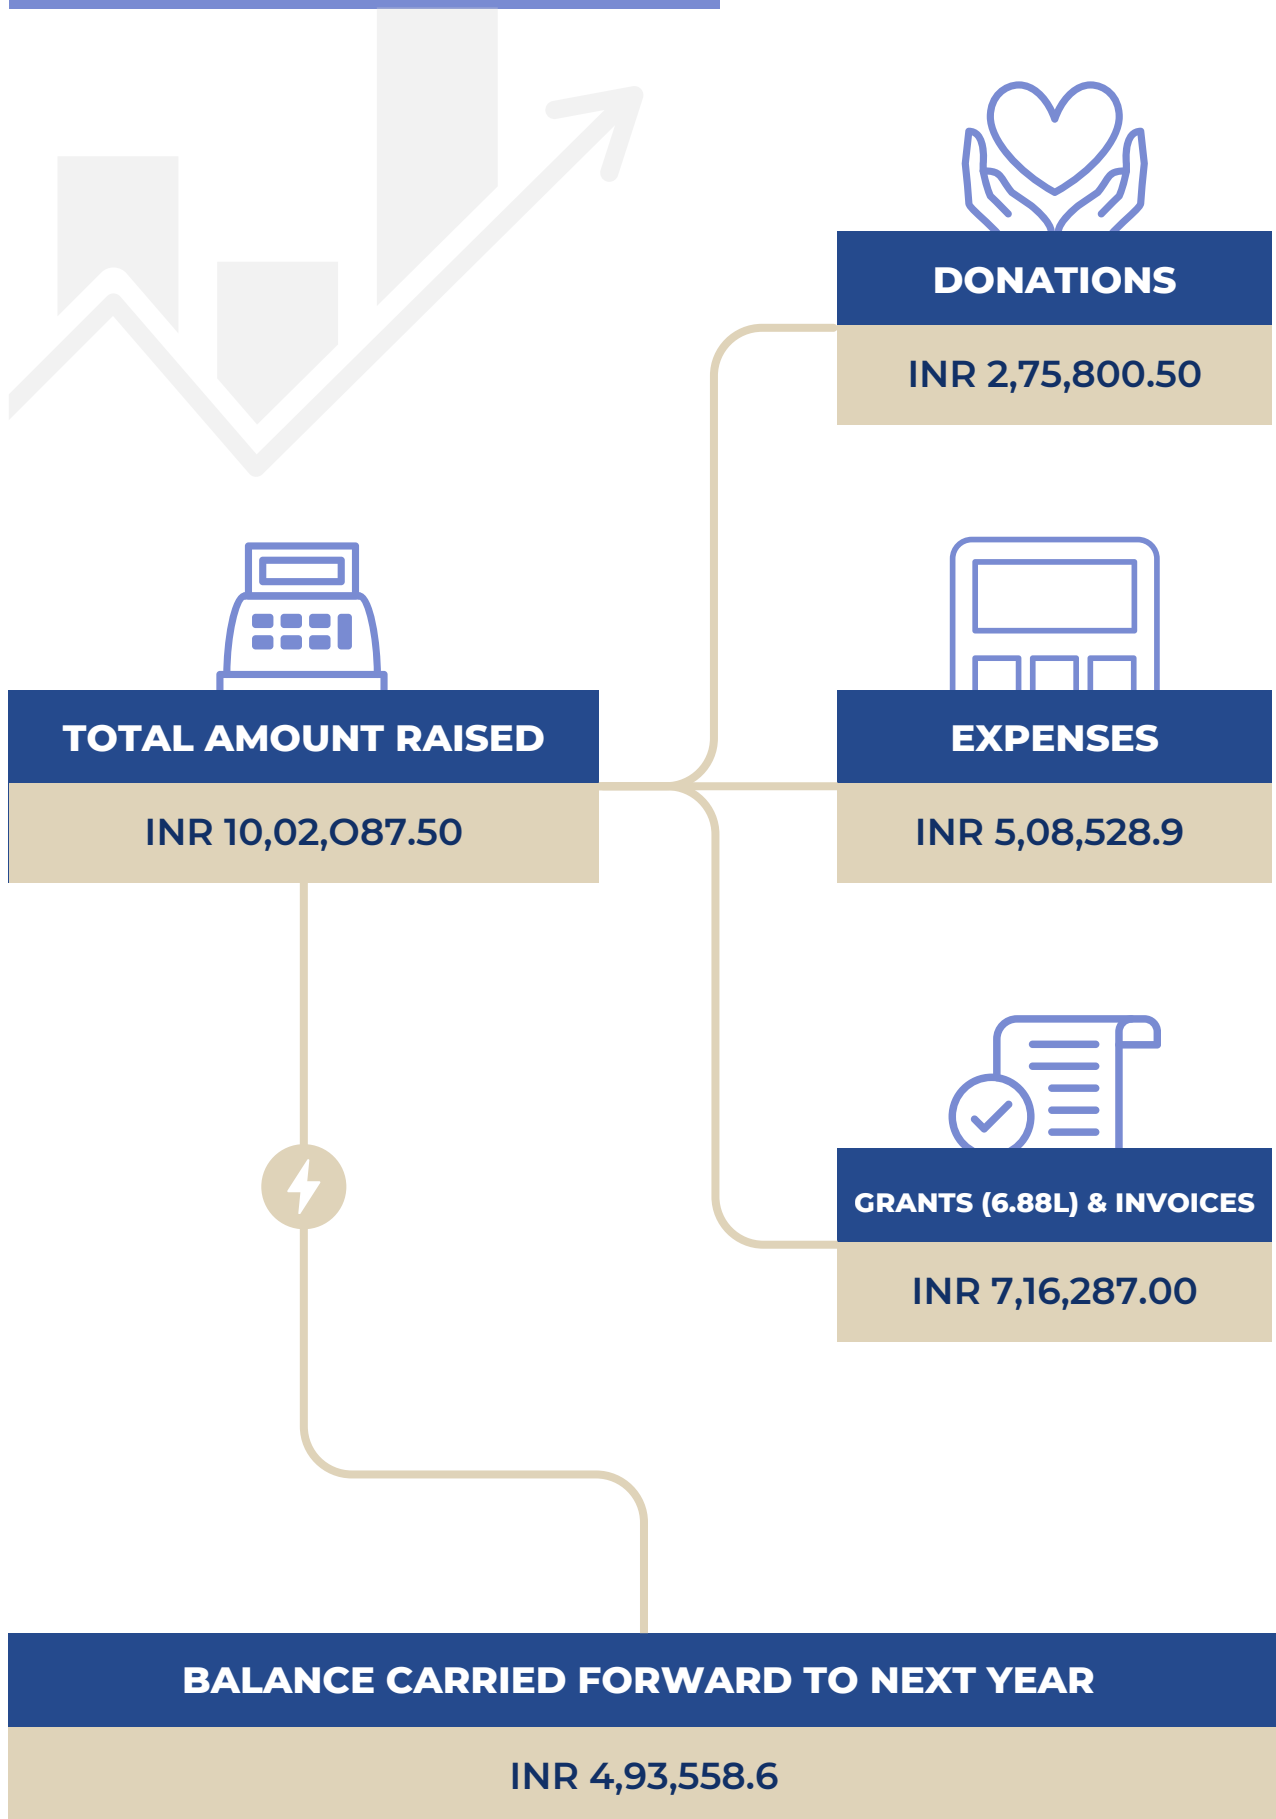 DONATIONS
INR 2,75,800.50
TOTAL AMOUNT RAISED
INR 10,02,O87.50
EXPENSES
INR 5,08,528.9
GRANTS (6.88L) & INVOICES
INR 7,16,287.00
BALANCE CARRIED FORWARD TO NEXT YEAR
INR 4,93,558.6